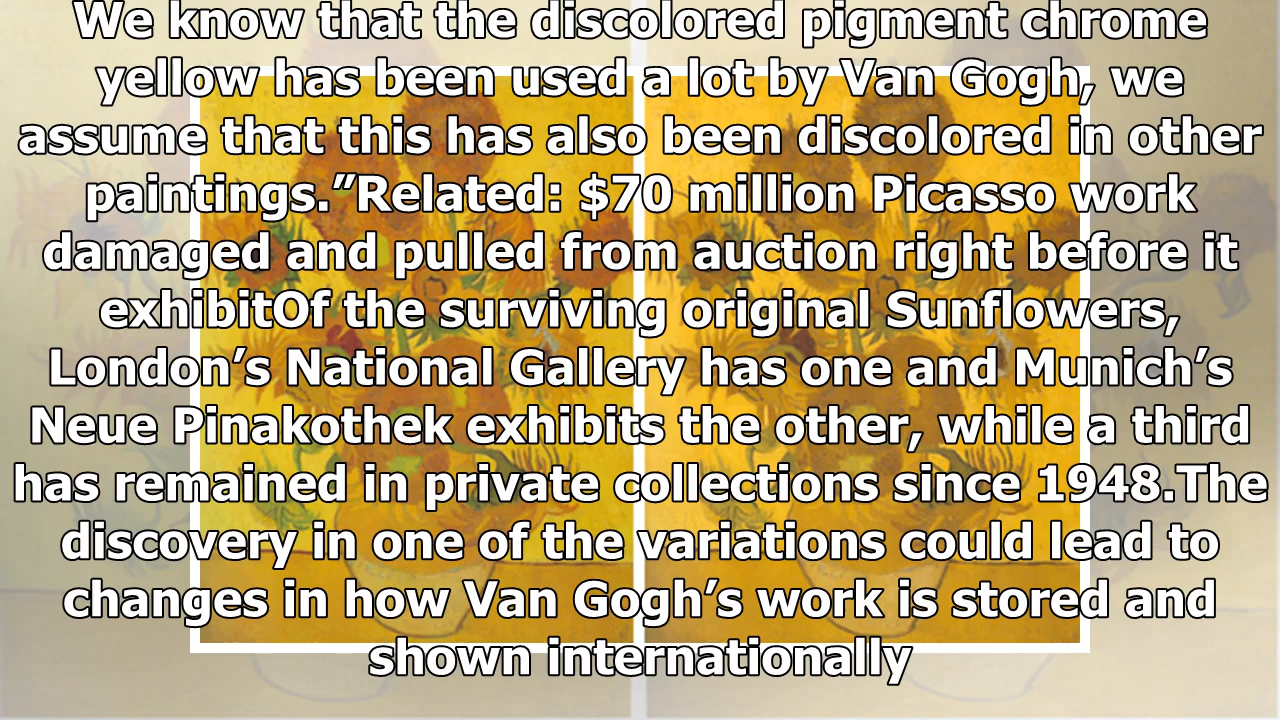 We know that the discolored pigment chrome
yellow has been used a lot by Van Gogh, we
assume that this has also been discolored in other
paintings.”Related: $70 million Picasso work
damaged and pulled from auction right before it
exhibitOf the surviving original Sunflowers,
London’s National Gallery has one and Munich’s
Neue Pinakothek exhibits the other, while a third
has remained in private collections since 1948.The
discovery in one of the variations could lead to
changes in how Van Gogh’s work is stored and
shown internationally